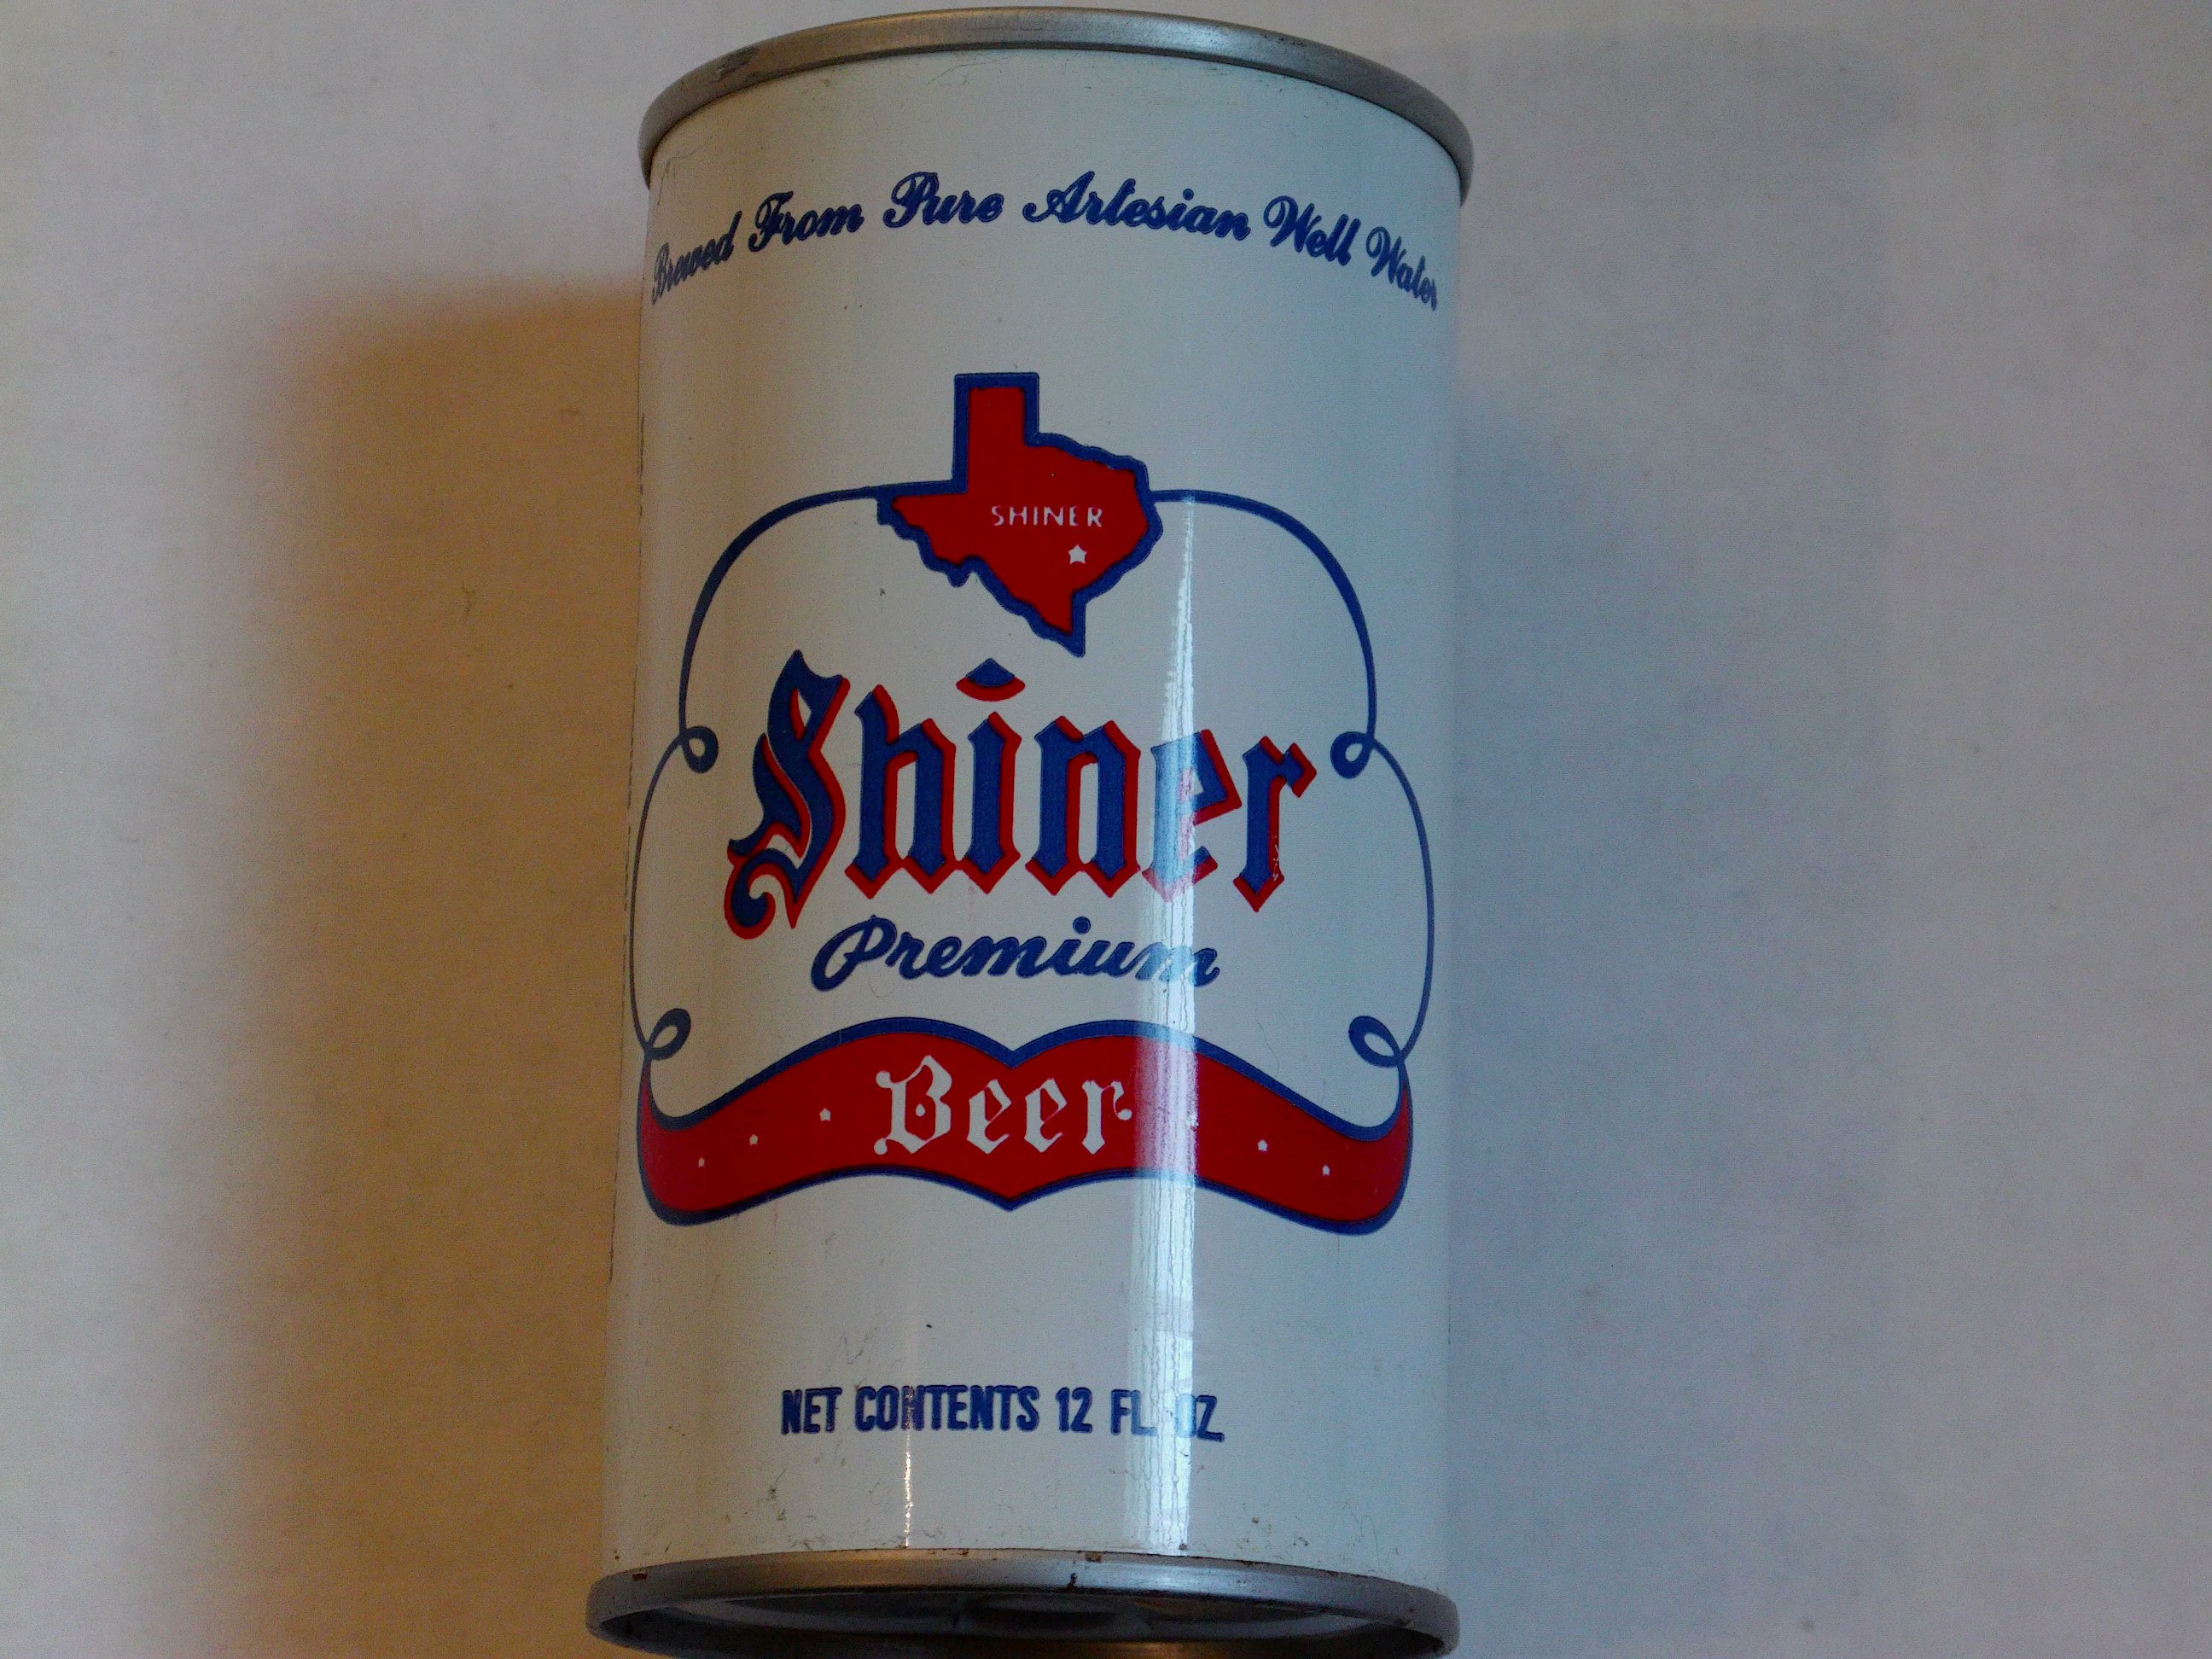 Brewed From Pure Artesian Well Water
SHINER
Shiner
Premium
Beer
NET CONTENTS 12 FL. OZ.